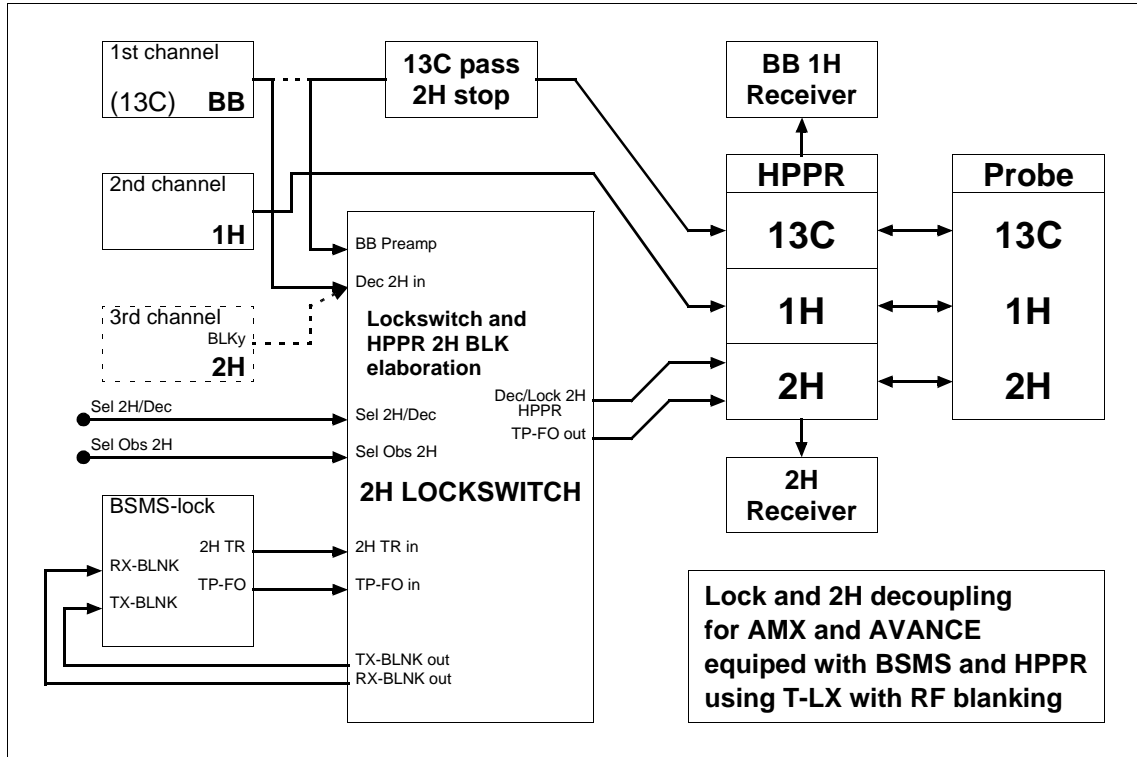 1st channel
(13C) BB
13C pass
2H stop
BB 1H
Receiver
2nd channel
1H
HPPR
Probe
13C
13C
1H
1H
2H
2H
3rd channel
BLKy
2H
BB Preamp
Dec 2H in
Lockswitch and
HPPR 2H BLK
elaboration
Dec/Lock 2H
HPPR
TP-FO out
Sel 2H/Dec
Sel 2H/Dec
Sel Obs 2H
Sel Obs 2H
2H LOCKSWITCH
2H
Receiver
BSMS-lock
2H TR
RX-BLNK
TP-FO
TX-BLNK
2H TR in
TP-FO in
TX-BLNK out
RX-BLNK out
Lock and 2H decoupling
for AMX and AVANCE
equiped with BSMS and HPPR
using T-LX with RF blanking